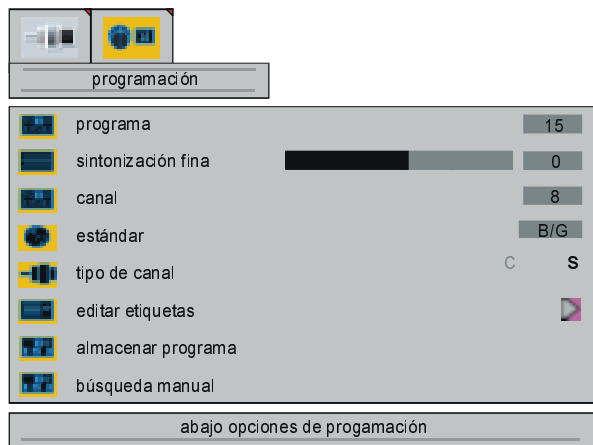 programación
programa 15
sintonización fina 0
canal 8
estándar B/G
tipo de canal C S
editar etiquetas
almacenar programa
búsqueda manual
abajo opciones de progamación